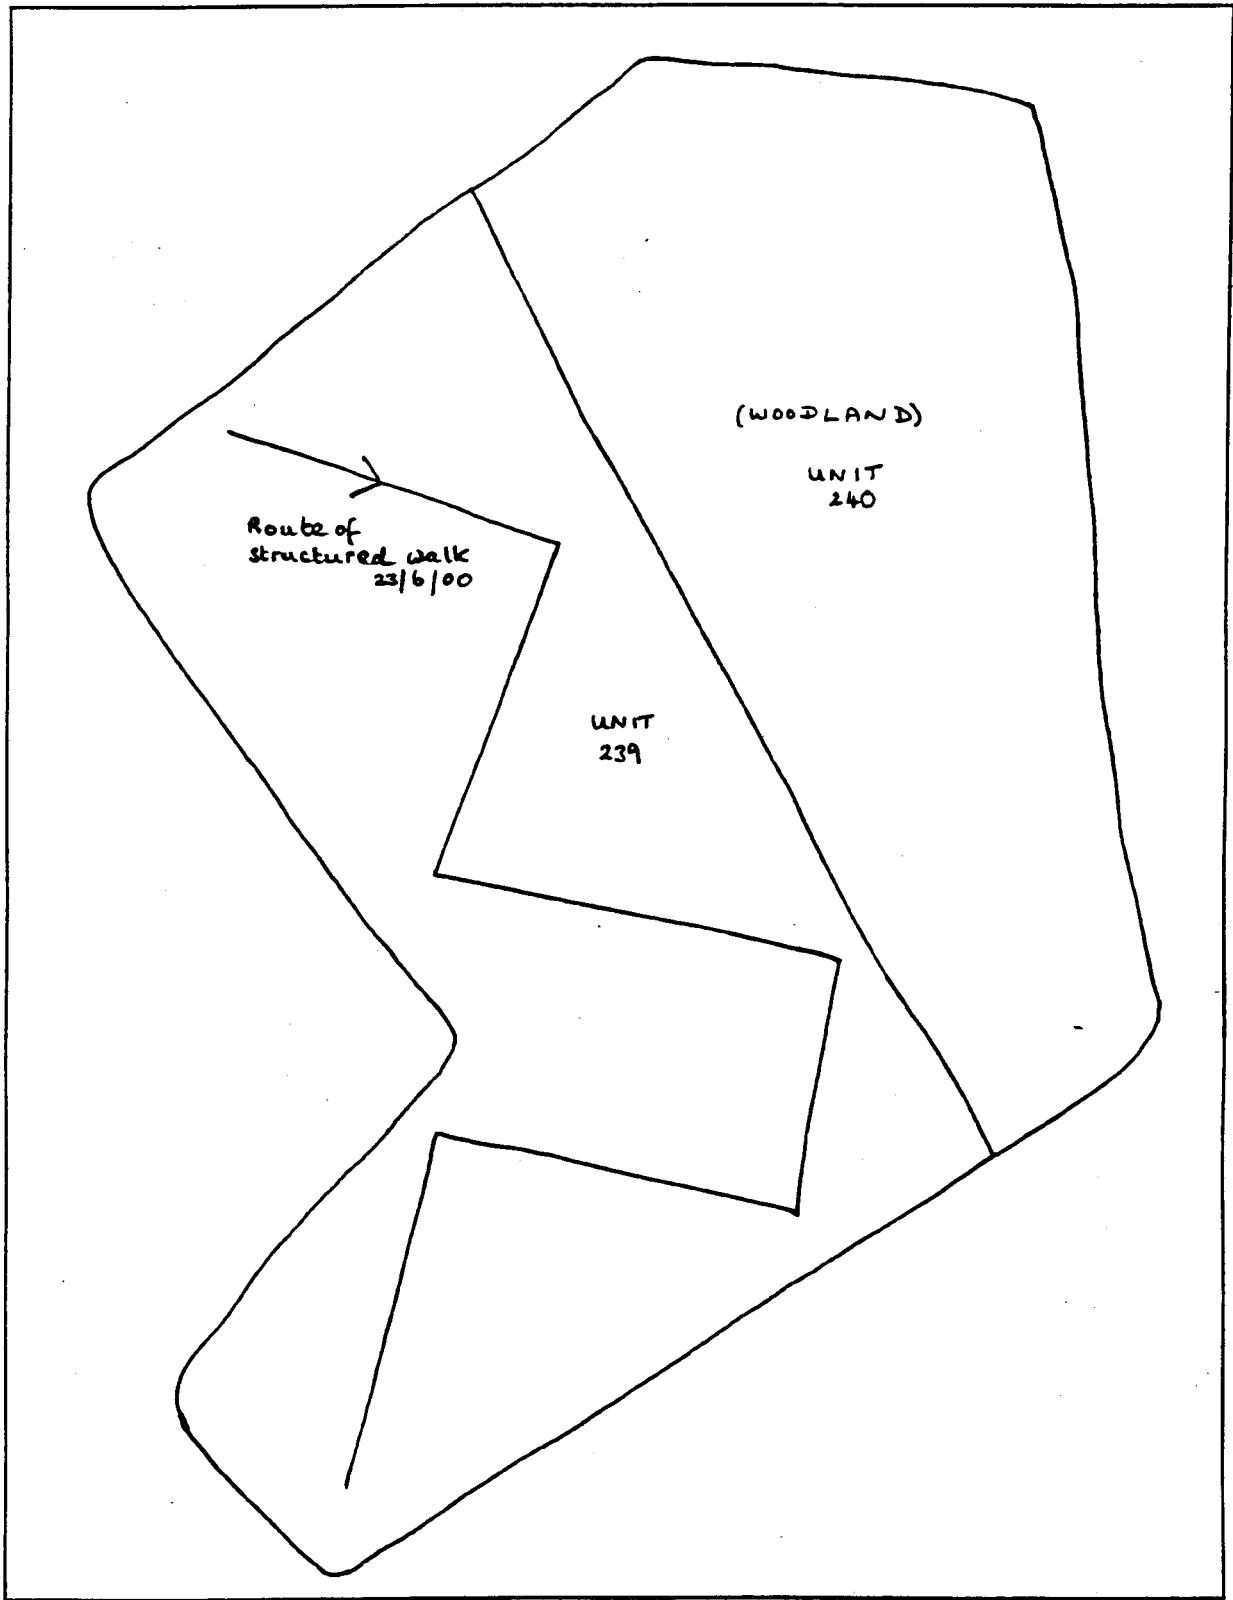 (WOODLAND)
UNIT
240
Route of
structured walk
23/6/00
UNIT
239